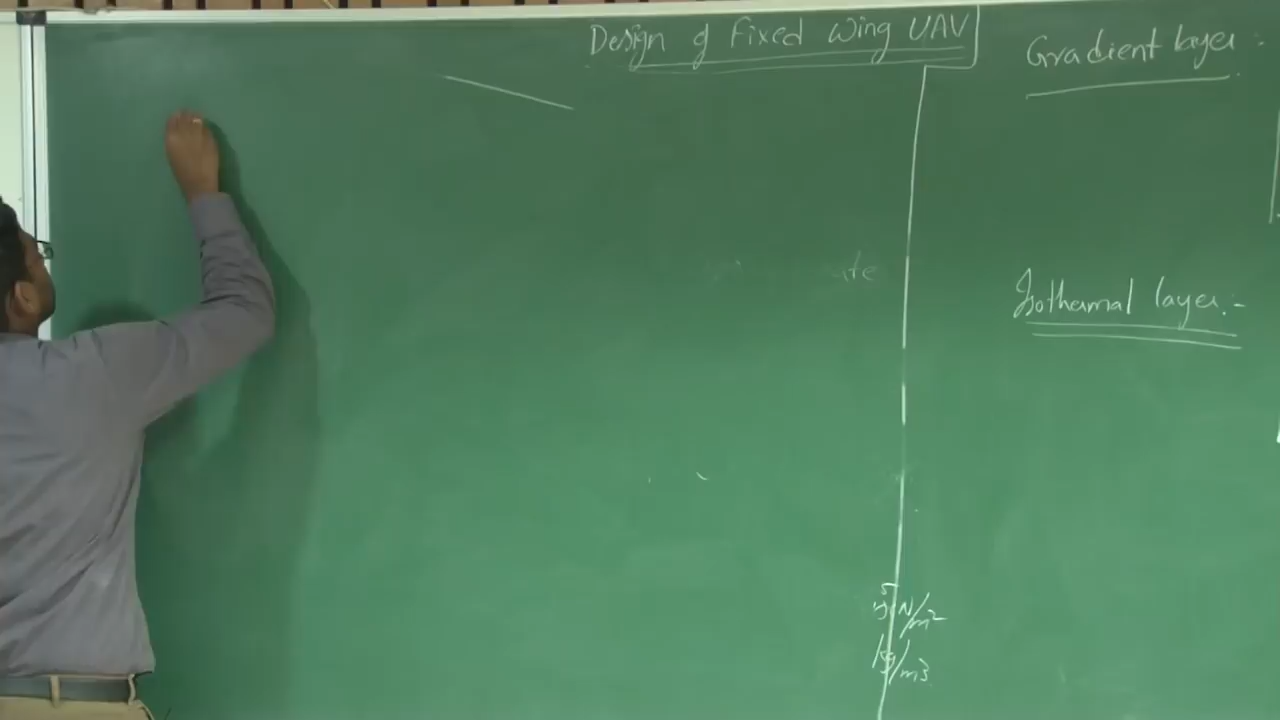 Design of Fixed Wing UAV
Gradient layer :
Isothermal layer :-
N/m2
kg/m3